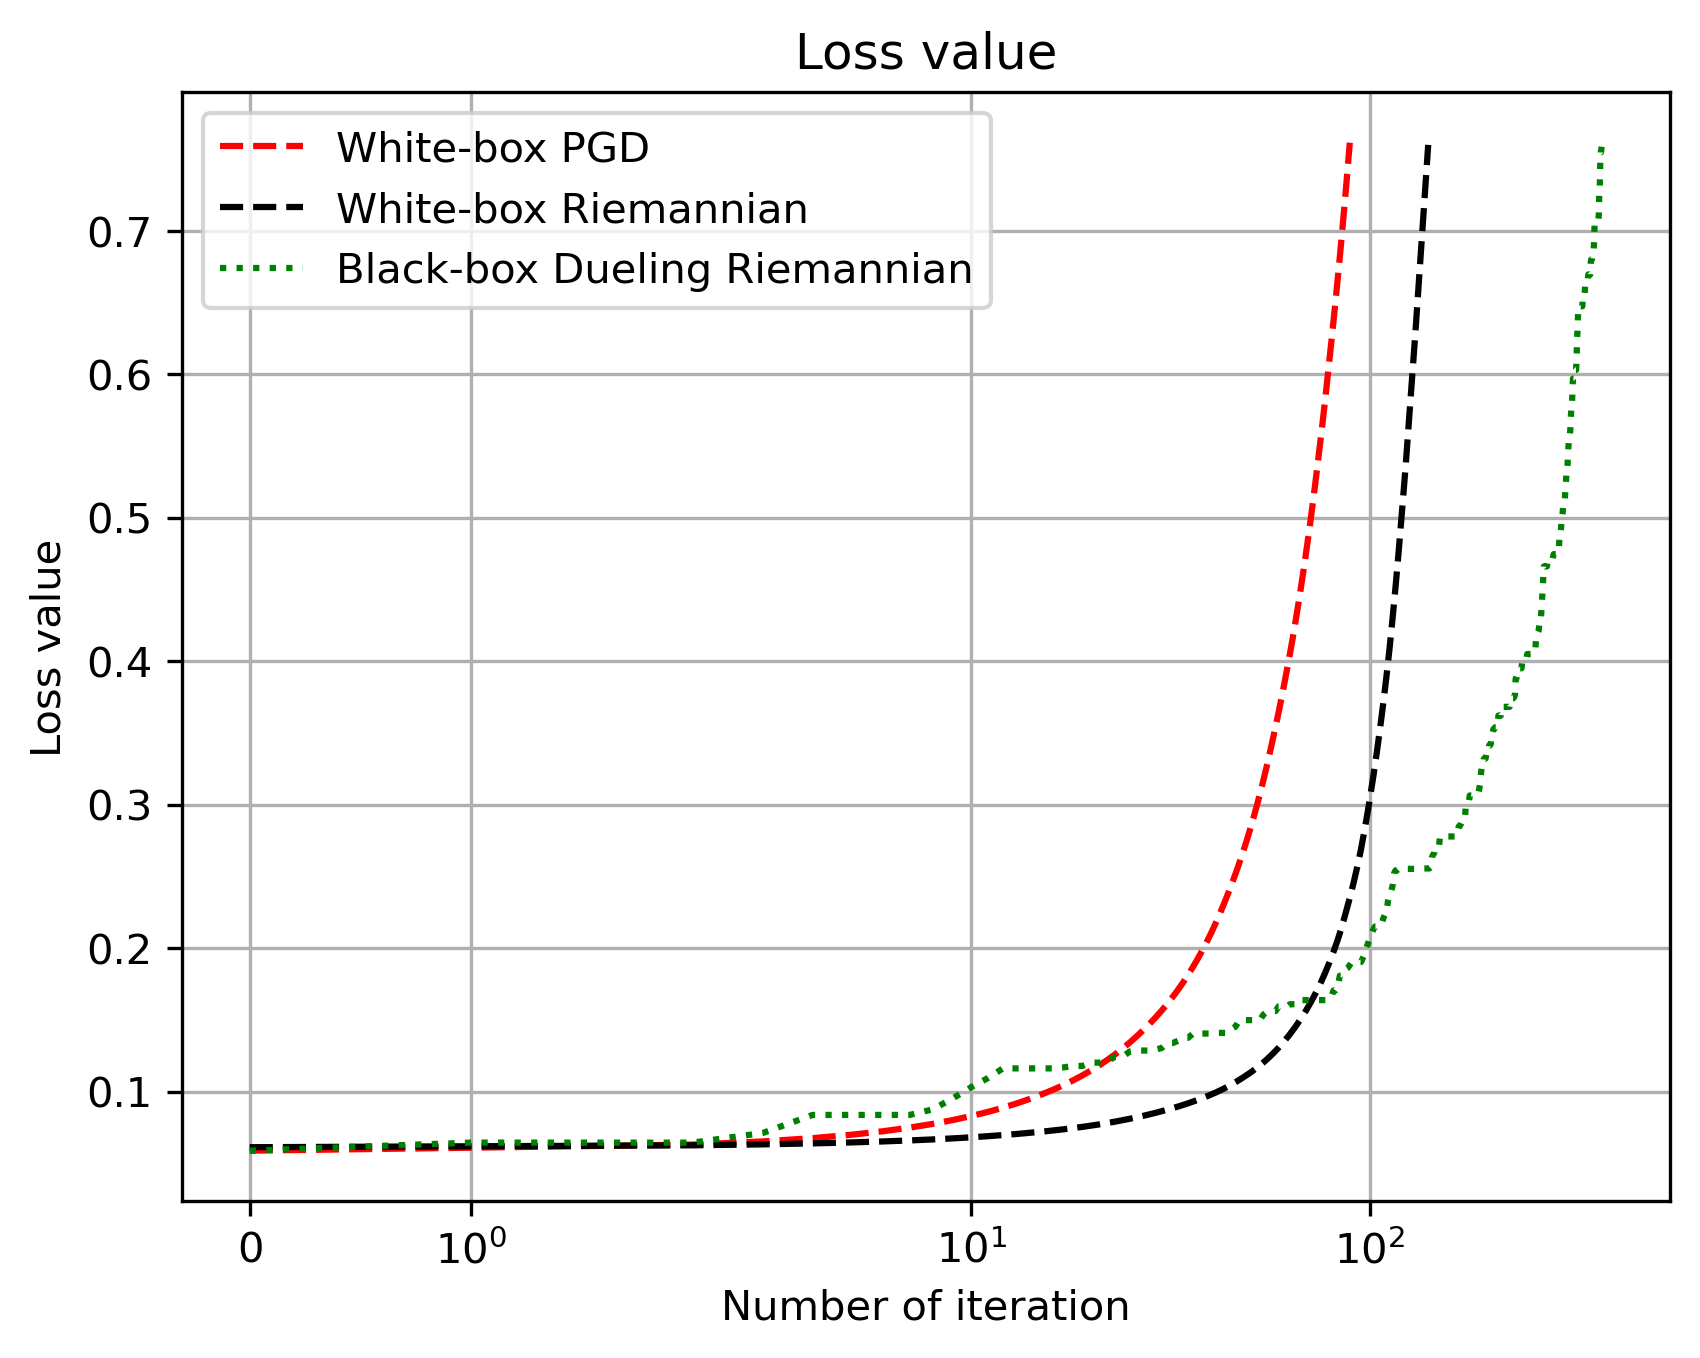 Loss value
White-box PGD
White-box Riemannian
Black-box Dueling Riemannian
0.7
0.6
0.5
0.4
0.3
0.2
0.1
Loss value
0 10⁰ 10¹ 10²
Number of iteration